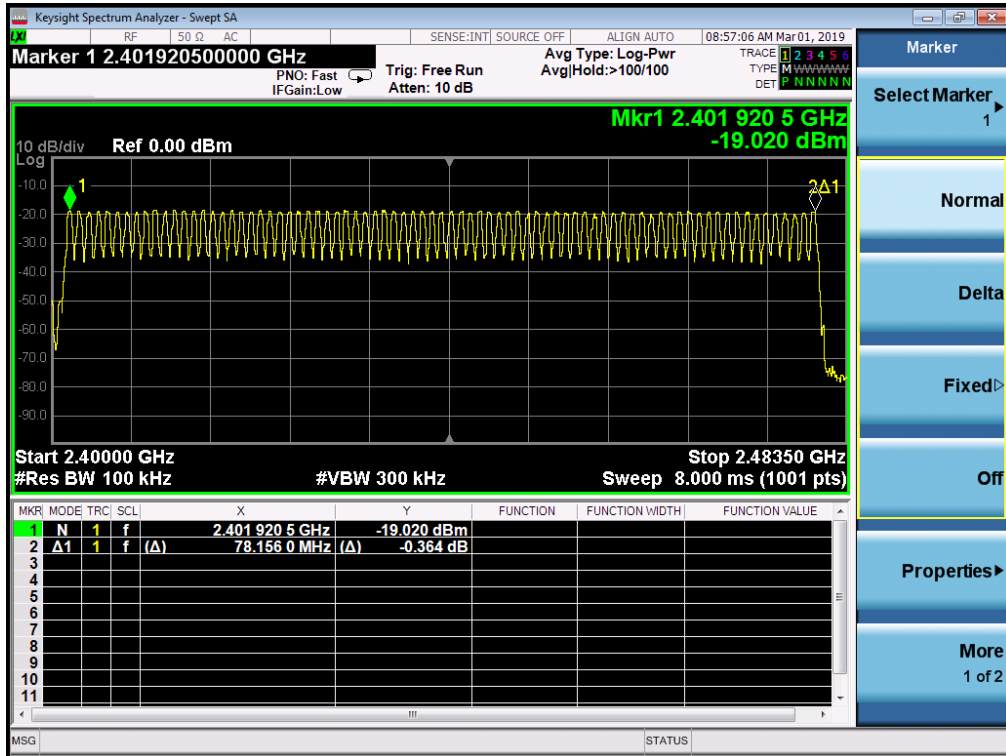 Keysight Spectrum Analyzer - Swept SA
LXI RF 50 Ω AC SENSE:INT SOURCE OFF ALIGN AUTO 08:57:06 AM Mar 01, 2019
Marker 1 2.401920500000 GHz
PNO: Fast
IFGain:Low
Trig: Free Run
Atten: 10 dB
Avg Type: Log-Pwr
Avg|Hold:>100/100
TRACE 1 2 3 4 5 6
TYPE M WWWWW
DET P N N N N N
Mkr1 2.401 920 5 GHz
-19.020 dBm
10 dB/div Ref 0.00 dBm
Log
1
2Δ1
-10.0
-20.0
-30.0
-40.0
-50.0
-60.0
-70.0
-80.0
-90.0
Start 2.40000 GHz Stop 2.48350 GHz
#Res BW 100 kHz #VBW 300 kHz Sweep 8.000 ms (1001 pts)
MKR MODE TRC SCL X Y FUNCTION FUNCTION WIDTH FUNCTION VALUE
1 N 1 f 2.401 920 5 GHz -19.020 dBm
2 Δ1 1 f (Δ) 78.156 0 MHz (Δ) -0.364 dB
3
4
5
6
7
8
9
10
11
MSG STATUS
Marker
Select Marker
1
Normal
Delta
Fixed
Off
Properties
More
1 of 2